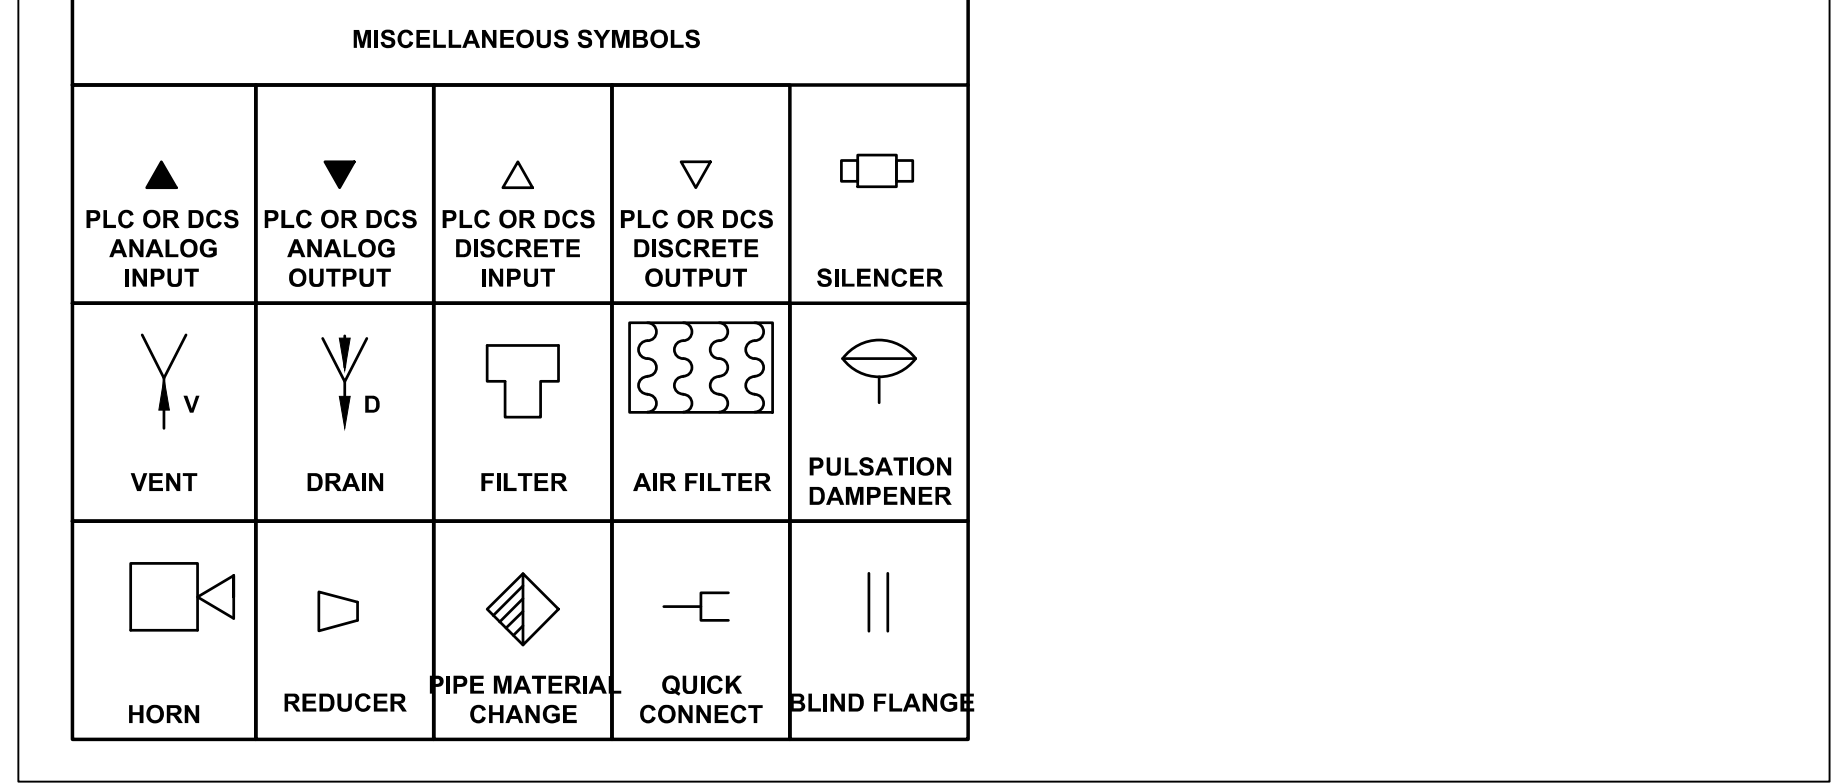 MISCELLANEOUS SYMBOLS
PLC OR DCS
ANALOG
INPUT
PLC OR DCS
ANALOG
OUTPUT
PLC OR DCS
DISCRETE
INPUT
PLC OR DCS
DISCRETE
OUTPUT
SILENCER
V
VENT
D
DRAIN
FILTER
AIR FILTER
PULSATION
DAMPENER
HORN
REDUCER
PIPE MATERIAL
CHANGE
QUICK
CONNECT
BLIND FLANGE